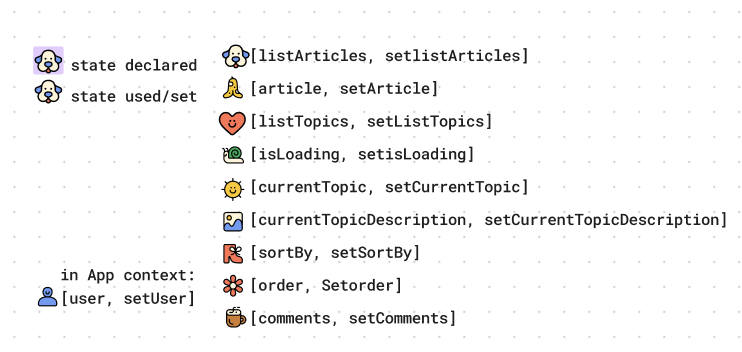 state declared
state used/set
[listArticles, setlistArticles]
[article, setArticle]
[listTopics, setListTopics]
[isLoading, setisLoading]
[currentTopic, setCurrentTopic]
[currentTopicDescription, setCurrentTopicDescription]
[sortBy, setSortBy]
[order, Setorder]
[comments, setComments]
in App context:
[user, setUser]